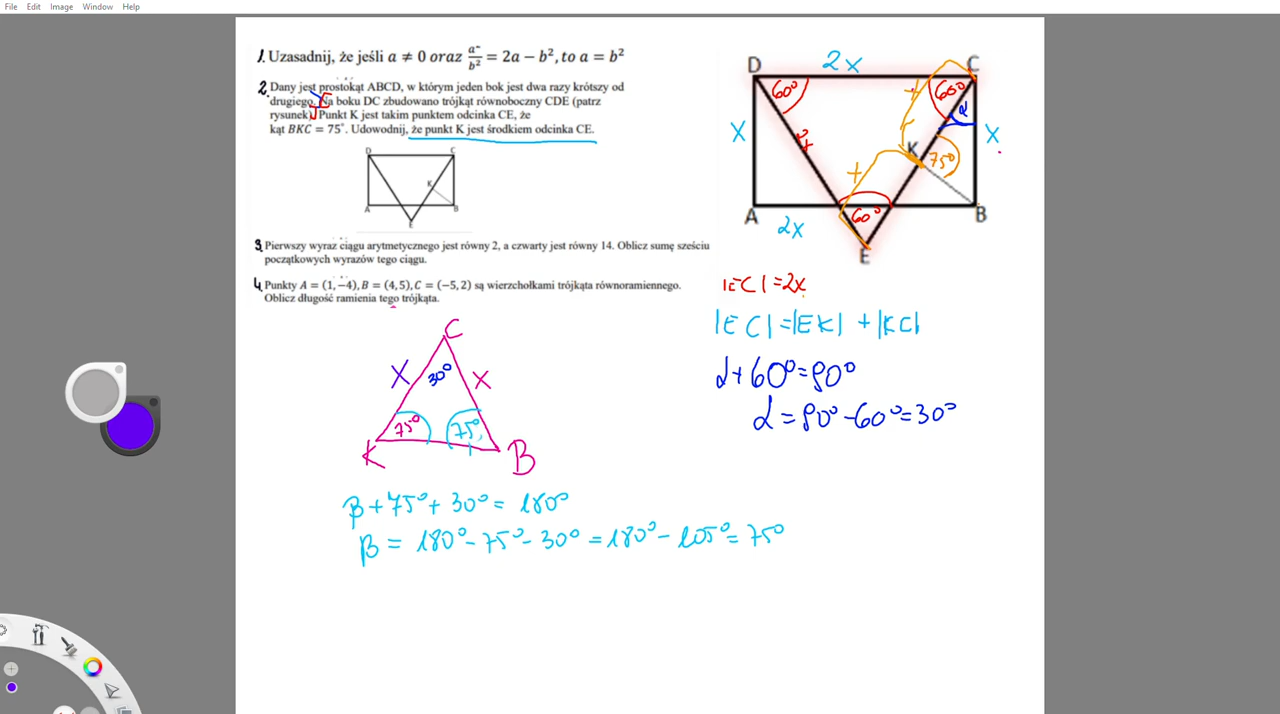 File Edit Image Window Help
1. Uzasadnij, że jeśli a ≠ 0 oraz a²/b² = 2a − b², to a = b²
2. Dany jest prostokąt ABCD, w którym jeden bok jest dwa razy krótszy od
drugiego. Na boku DC zbudowano trójkąt równoboczny CDE (patrz
rysunek). Punkt K jest takim punktem odcinka CE, że
kąt BKC = 75°. Udowodnij, że punkt K jest środkiem odcinka CE.
D C
K
A B
E
3. Pierwszy wyraz ciągu arytmetycznego jest równy 2, a czwarty jest równy 14. Oblicz sumę sześciu
początkowych wyrazów tego ciągu.
4. Punkty A = (1, −4), B = (4, 5), C = (−5, 2) są wierzchołkami trójkąta równoramiennego.
Oblicz długość ramienia tego trójkąta.
D 2x C
60° 60°
x α x
K 75°
x
A 60° B
2x
E
|EC| = 2x
|EC| = |EK| + |KC|
α + 60° = 90°
α = 90° − 60° = 30°
C
x 30° x
75° 75°
K B
β + 75° + 30° = 180°
β = 180° − 75° − 30° = 180° − 105° = 75°